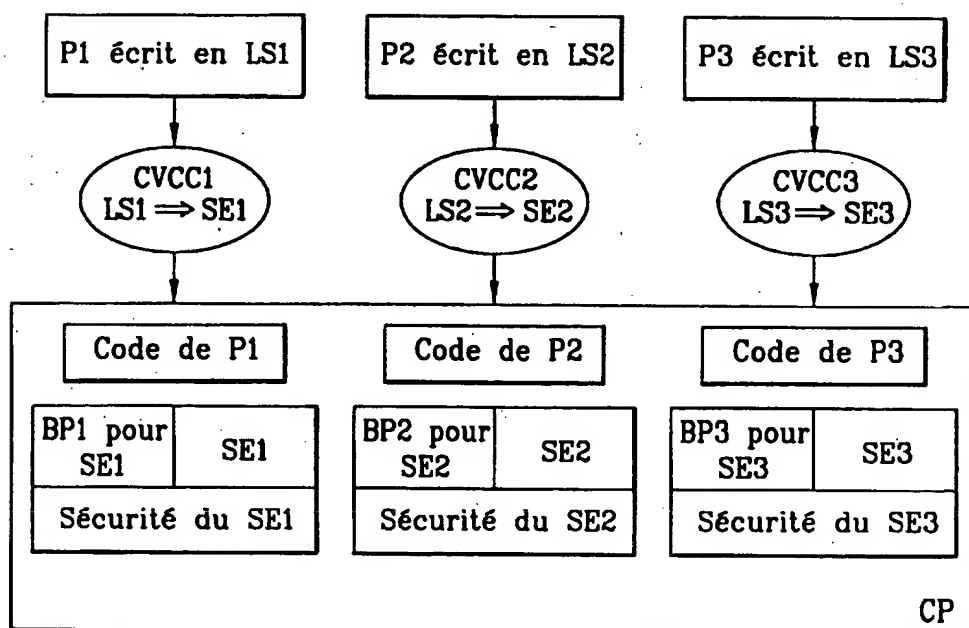 P1 écrit en LS1
P2 écrit en LS2
P3 écrit en LS3
CVCC1
LS1 ⟹ SE1
CVCC2
LS2 ⟹ SE2
CVCC3
LS3 ⟹ SE3
Code de P1
Code de P2
Code de P3
BP1 pour
SE1
SE1
BP2 pour
SE2
SE2
BP3 pour
SE3
SE3
Sécurité du SE1
Sécurité du SE2
Sécurité du SE3
CP